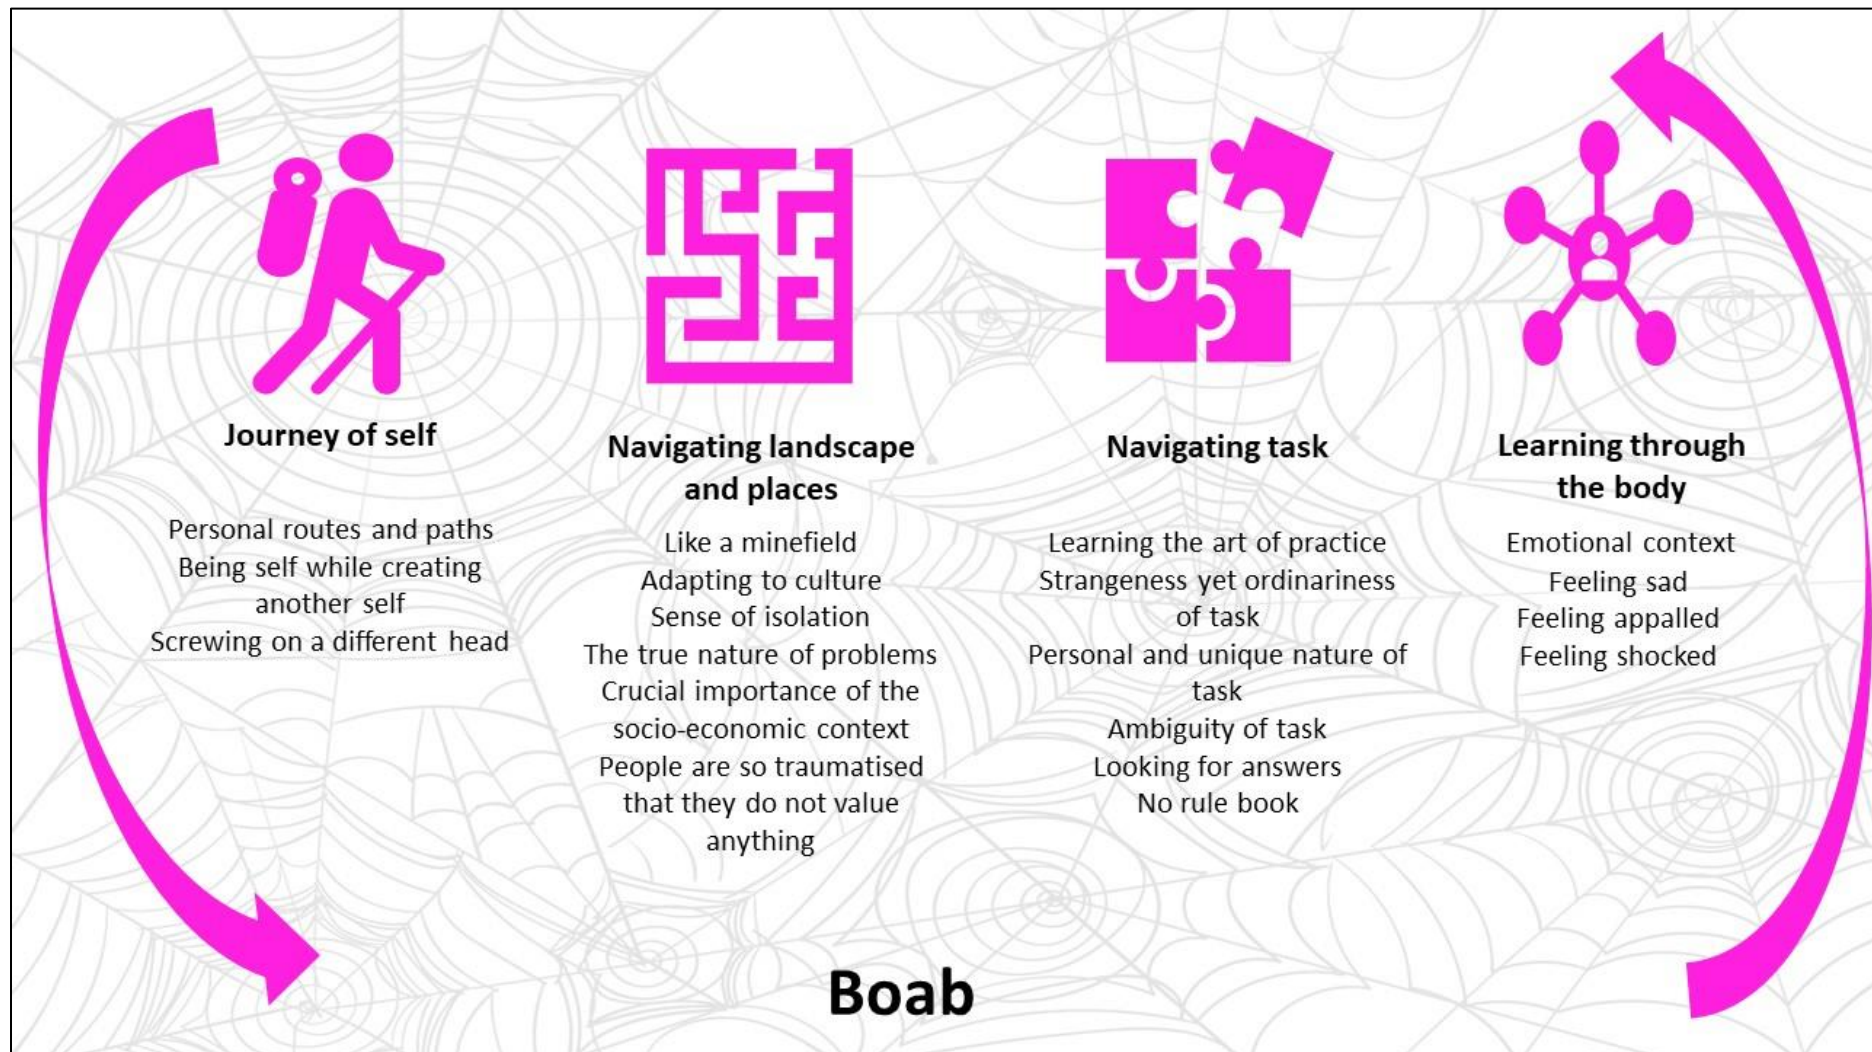 Journey of self
Personal routes and paths
Being self while creating
another self
Screwing on a different head
Navigating landscape
and places
Like a minefield
Adapting to culture
Sense of isolation
The true nature of problems
Crucial importance of the
socio-economic context
People are so traumatised
that they do not value
anything
Navigating task
Learning the art of practice
Strangeness yet ordinariness
of task
Personal and unique nature of
task
Ambiguity of task
Looking for answers
No rule book
Learning through
the body
Emotional context
Feeling sad
Feeling appalled
Feeling shocked
Boab